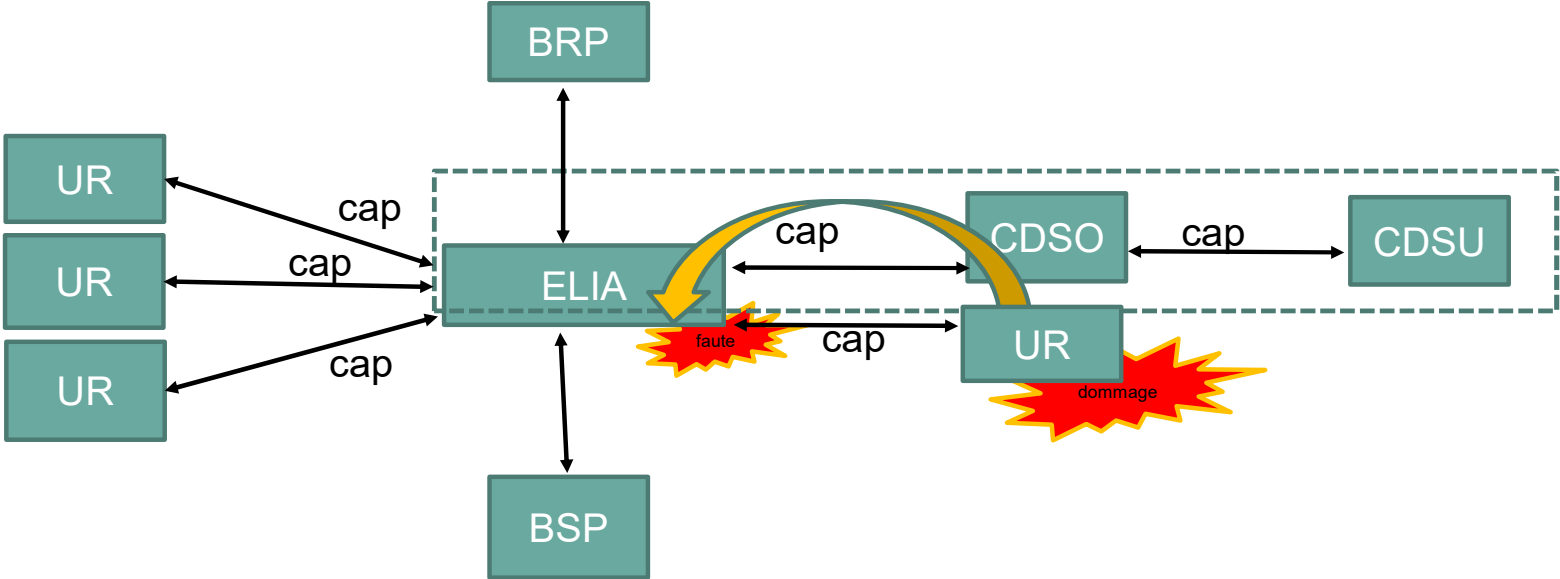 BRP
UR
cap
UR
cap
UR
cap
ELIA
cap
CDSO
cap
CDSU
faute
cap
UR
dommage
BSP